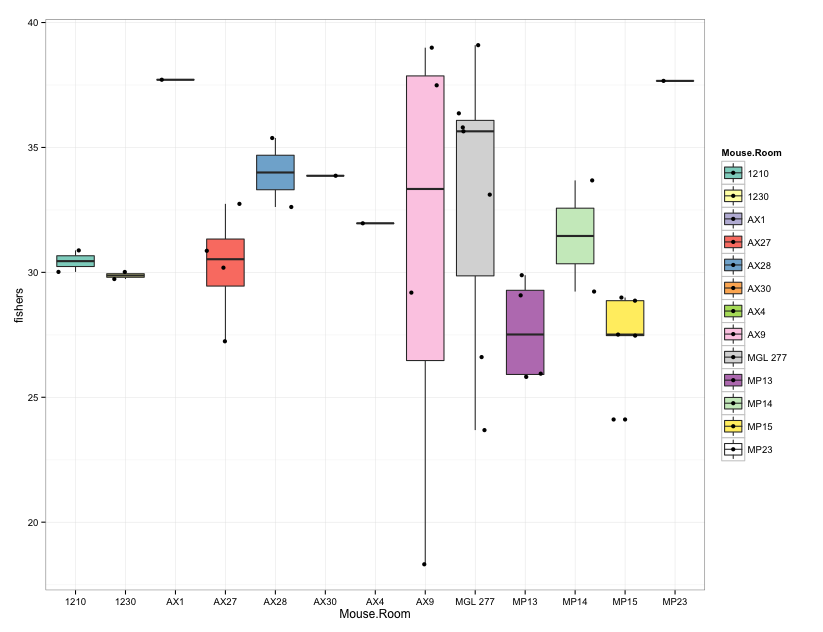 40
35
30
25
20
fishers
1210 1230 AX1 AX27 AX28 AX30 AX4 AX9 MGL 277 MP13 MP14 MP15 MP23
Mouse.Room
Mouse.Room
1210
1230
AX1
AX27
AX28
AX30
AX4
AX9
MGL 277
MP13
MP14
MP15
MP23